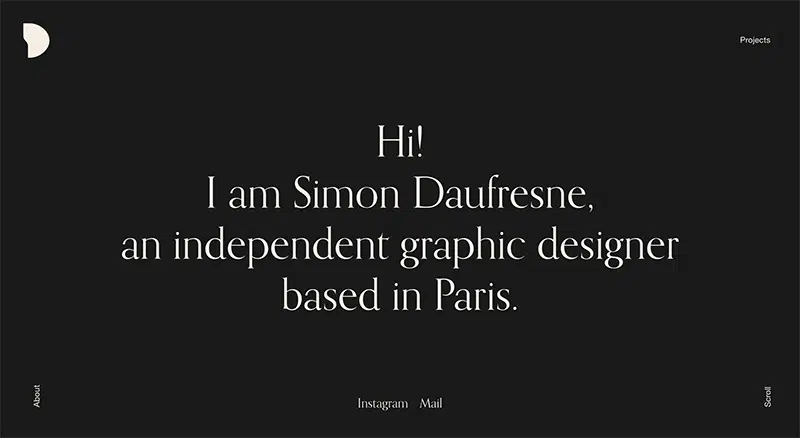 Projects
Hi!
I am Simon Daufresne,
an independent graphic designer
based in Paris.
About
Instagram Mail
Scroll